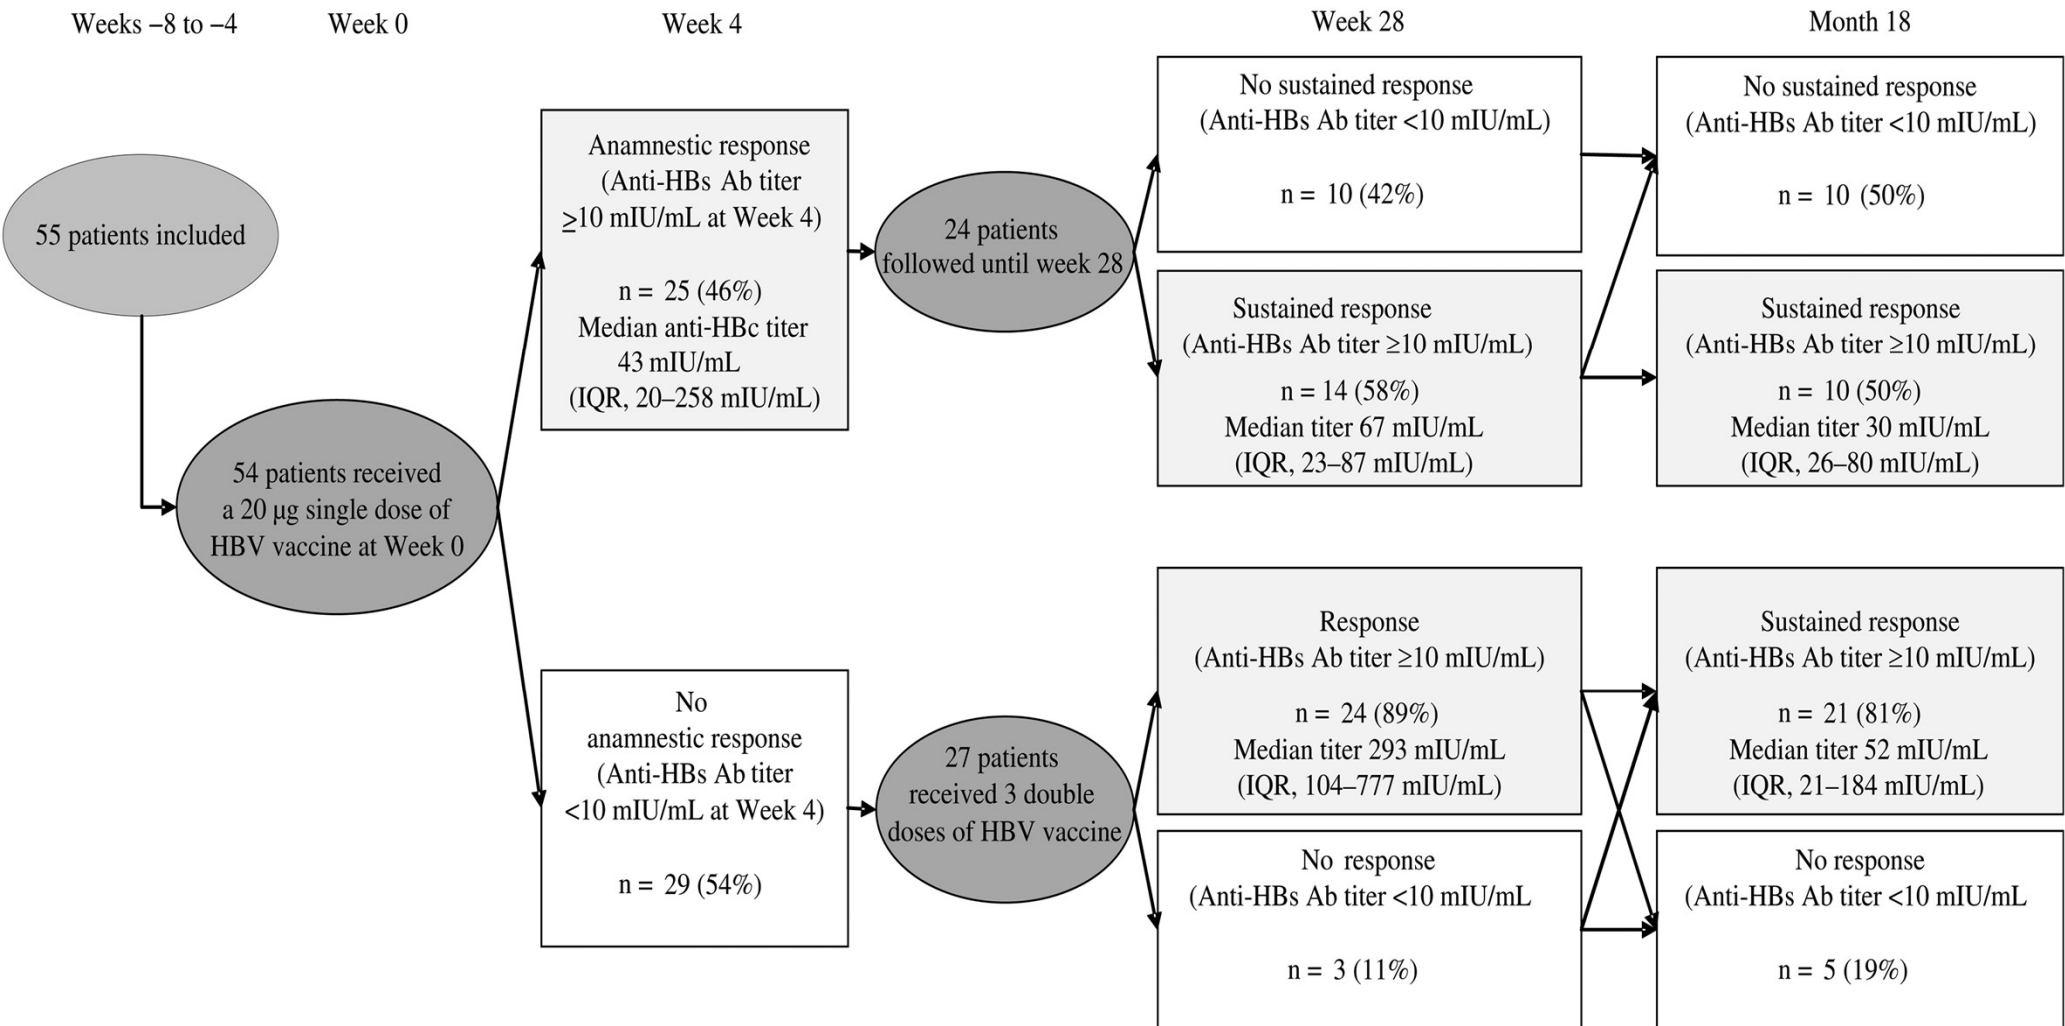 Weeks −8 to −4
Week 0
Week 4
Week 28
Month 18
55 patients included
54 patients received
a 20 µg single dose of
HBV vaccine at Week 0
Anamnestic response
(Anti-HBs Ab titer
≥10 mIU/mL at Week 4)
n = 25 (46%)
Median anti-HBc titer
43 mIU/mL
(IQR, 20–258 mIU/mL)
24 patients
followed until week 28
No sustained response
(Anti-HBs Ab titer <10 mIU/mL)
n = 10 (42%)
Sustained response
(Anti-HBs Ab titer ≥10 mIU/mL)
n = 14 (58%)
Median titer 67 mIU/mL
(IQR, 23–87 mIU/mL)
No sustained response
(Anti-HBs Ab titer <10 mIU/mL)
n = 10 (50%)
Sustained response
(Anti-HBs Ab titer ≥10 mIU/mL)
n = 10 (50%)
Median titer 30 mIU/mL
(IQR, 26–80 mIU/mL)
No
anamnestic response
(Anti-HBs Ab titer
<10 mIU/mL at Week 4)
n = 29 (54%)
27 patients
received 3 double
doses of HBV vaccine
Response
(Anti-HBs Ab titer ≥10 mIU/mL)
n = 24 (89%)
Median titer 293 mIU/mL
(IQR, 104–777 mIU/mL)
No response
(Anti-HBs Ab titer <10 mIU/mL
n = 3 (11%)
Sustained response
(Anti-HBs Ab titer ≥10 mIU/mL)
n = 21 (81%)
Median titer 52 mIU/mL
(IQR, 21–184 mIU/mL)
No response
(Anti-HBs Ab titer <10 mIU/mL
n = 5 (19%)